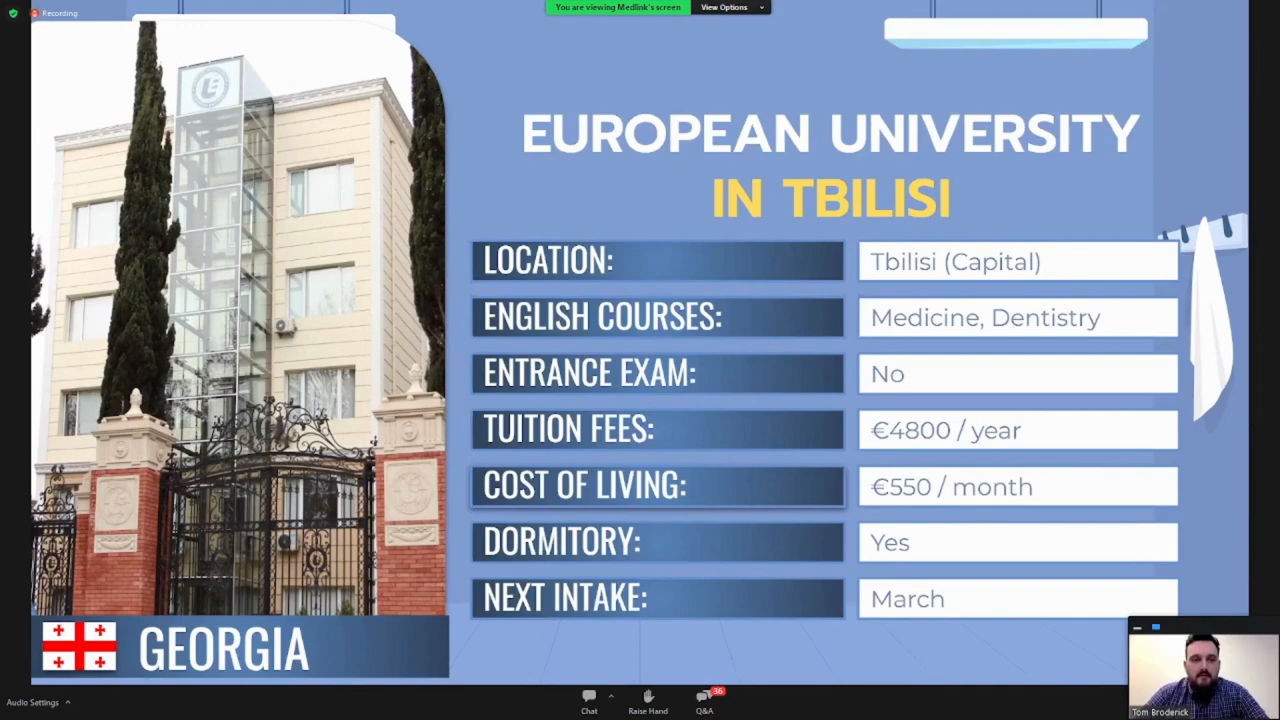 Recording
You are viewing Medlink's screen
View Options
EUROPEAN UNIVERSITY
IN TBILISI
LOCATION: Tbilisi (Capital)
ENGLISH COURSES: Medicine, Dentistry
ENTRANCE EXAM: No
TUITION FEES: €4800 / year
COST OF LIVING: €550 / month
DORMITORY: Yes
NEXT INTAKE: March
GEORGIA
Tom Broderick
Audio Settings
Chat
Raise Hand
36
Q&A